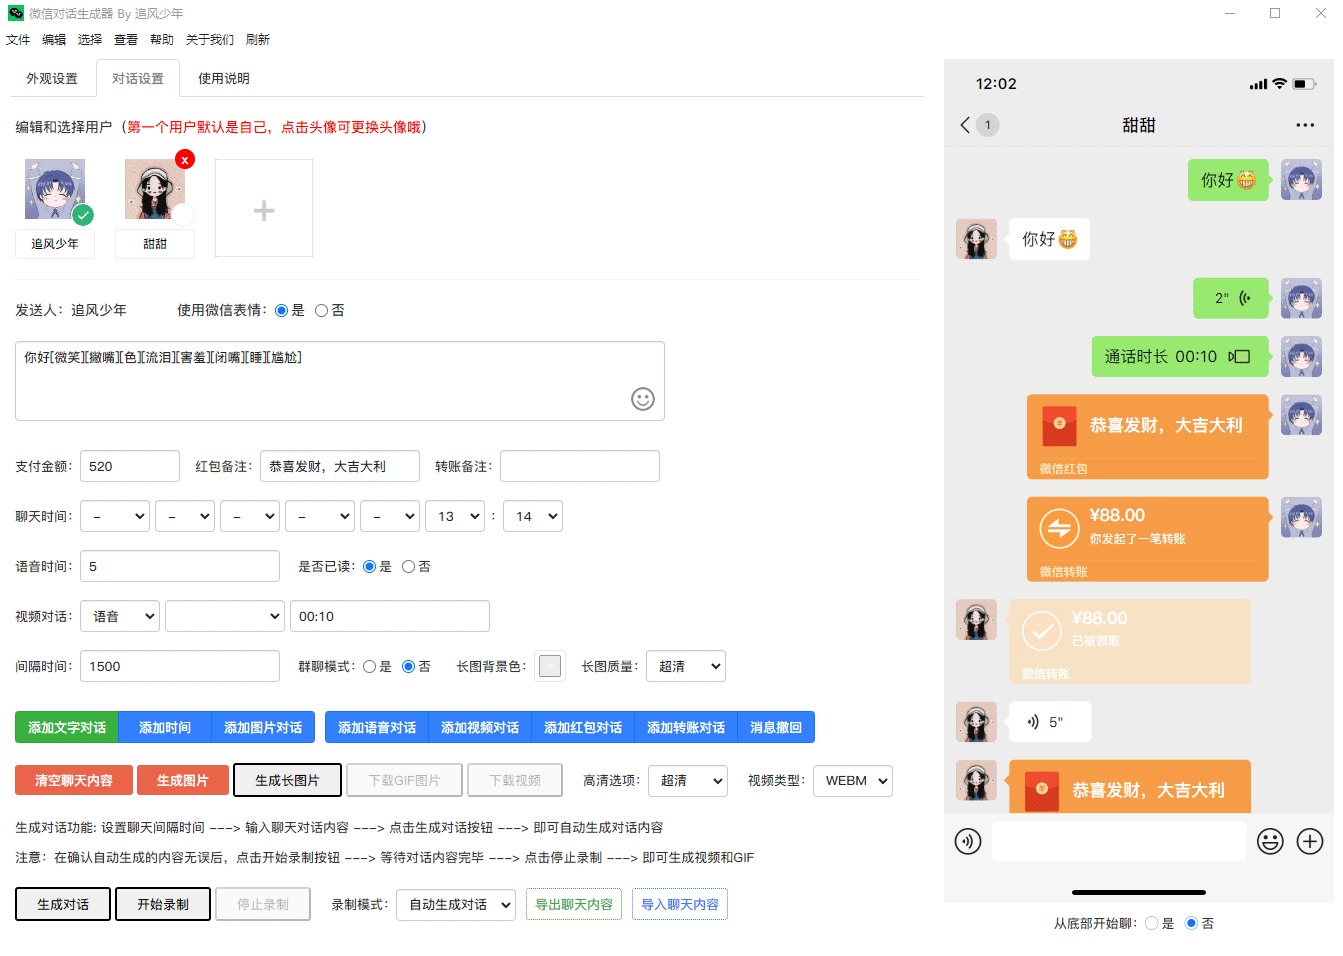 微信对话生成器 By 追风少年
文件 编辑 选择 查看 帮助 关于我们 刷新
外观设置 对话设置 使用说明
编辑和选择用户（第一个用户默认是自己，点击头像可更换头像哦）
x
追风少年 甜甜
发送人：追风少年 使用微信表情：是 否
你好[微笑][撇嘴][色][流泪][害羞][闭嘴][睡][尴尬]
支付金额：520 红包备注：恭喜发财，大吉大利 转账备注：
聊天时间：– – – – – 13 : 14
语音时间：5 是否已读：是 否
视频对话：语音 00:10
间隔时间：1500 群聊模式：是 否 长图背景色： 长图质量：超清
添加文字对话 添加时间 添加图片对话 添加语音对话 添加视频对话 添加红包对话 添加转账对话 消息撤回
清空聊天内容 生成图片 生成长图片 下载GIF图片 下载视频 高清选项：超清 视频类型：WEBM
生成对话功能: 设置聊天间隔时间 ---> 输入聊天对话内容 ---> 点击生成对话按钮 ---> 即可自动生成对话内容
注意：在确认自动生成的内容无误后，点击开始录制按钮 ---> 等待对话内容完毕 ---> 点击停止录制 ---> 即可生成视频和GIF
生成对话 开始录制 停止录制 录制模式：自动生成对话 导出聊天内容 导入聊天内容
12:02
1 甜甜
你好
你好
2"
通话时长 00:10
恭喜发财，大吉大利
微信红包
¥88.00
你发起了一笔转账
微信转账
¥88.00
已被领取
微信转账
5"
恭喜发财，大吉大利
从底部开始聊：是 否